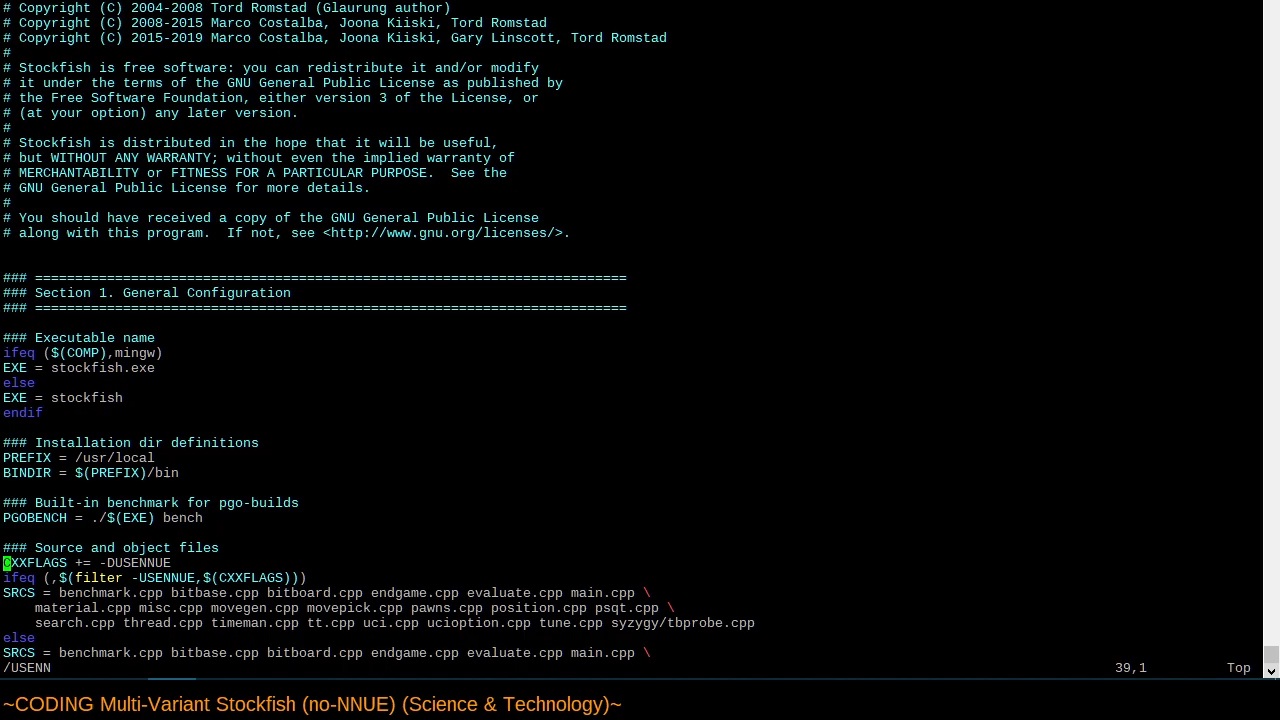 # Copyright (C) 2004-2008 Tord Romstad (Glaurung author)
# Copyright (C) 2008-2015 Marco Costalba, Joona Kiiski, Tord Romstad
# Copyright (C) 2015-2019 Marco Costalba, Joona Kiiski, Gary Linscott, Tord Romstad
#
# Stockfish is free software: you can redistribute it and/or modify
# it under the terms of the GNU General Public License as published by
# the Free Software Foundation, either version 3 of the License, or
# (at your option) any later version.
#
# Stockfish is distributed in the hope that it will be useful,
# but WITHOUT ANY WARRANTY; without even the implied warranty of
# MERCHANTABILITY or FITNESS FOR A PARTICULAR PURPOSE.  See the
# GNU General Public License for more details.
#
# You should have received a copy of the GNU General Public License
# along with this program.  If not, see <http://www.gnu.org/licenses/>.
### ==========================================================================
### Section 1. General Configuration
### ==========================================================================
### Executable name
ifeq ($(COMP),mingw)
EXE = stockfish.exe
else
EXE = stockfish
endif
### Installation dir definitions
PREFIX = /usr/local
BINDIR = $(PREFIX)/bin
### Built-in benchmark for pgo-builds
PGOBENCH = ./$(EXE) bench
### Source and object files
CXXFLAGS += -DUSENNUE
ifeq (,$(filter -USENNUE,$(CXXFLAGS)))
SRCS = benchmark.cpp bitbase.cpp bitboard.cpp endgame.cpp evaluate.cpp main.cpp \
    material.cpp misc.cpp movegen.cpp movepick.cpp pawns.cpp position.cpp psqt.cpp \
    search.cpp thread.cpp timeman.cpp tt.cpp uci.cpp ucioption.cpp tune.cpp syzygy/tbprobe.cpp
else
SRCS = benchmark.cpp bitbase.cpp bitboard.cpp endgame.cpp evaluate.cpp main.cpp \
/USENN 39,1 Top
~CODING Multi-Variant Stockfish (no-NNUE) (Science & Technology)~